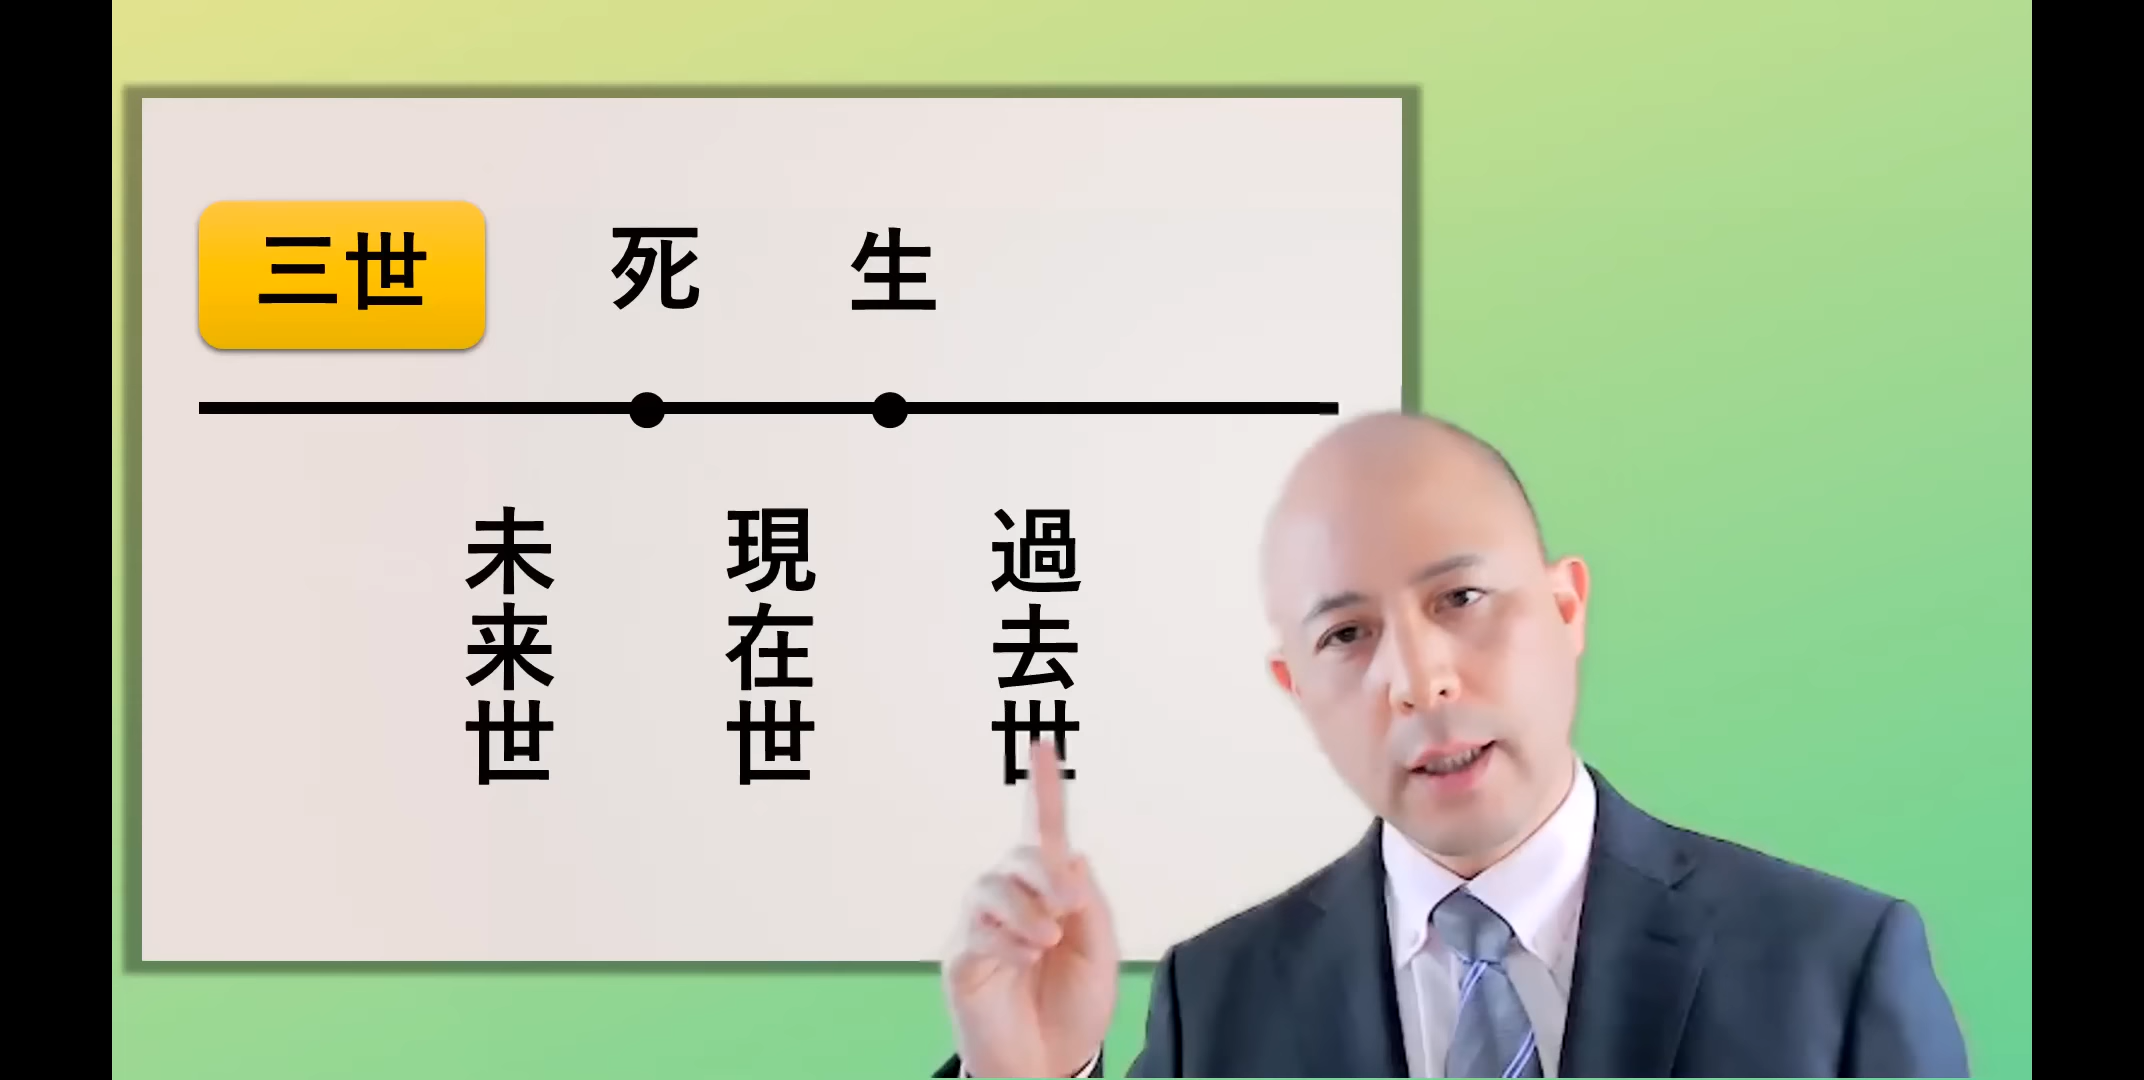 三世
死 生
過去世
現在世
未来世